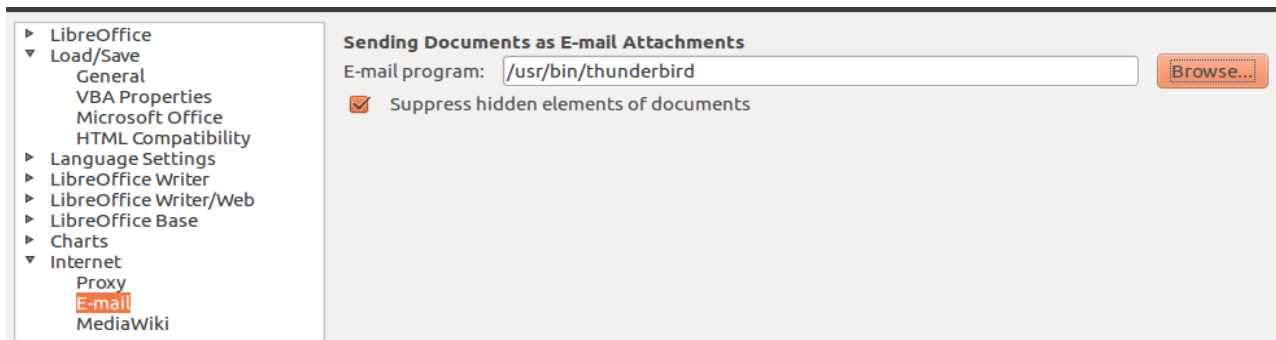 LibreOffice
Load/Save
General
VBA Properties
Microsoft Office
HTML Compatibility
Language Settings
LibreOffice Writer
LibreOffice Writer/Web
LibreOffice Base
Charts
Internet
Proxy
E-mail
MediaWiki
Sending Documents as E-mail Attachments
E-mail program: /usr/bin/thunderbird Browse...
Suppress hidden elements of documents